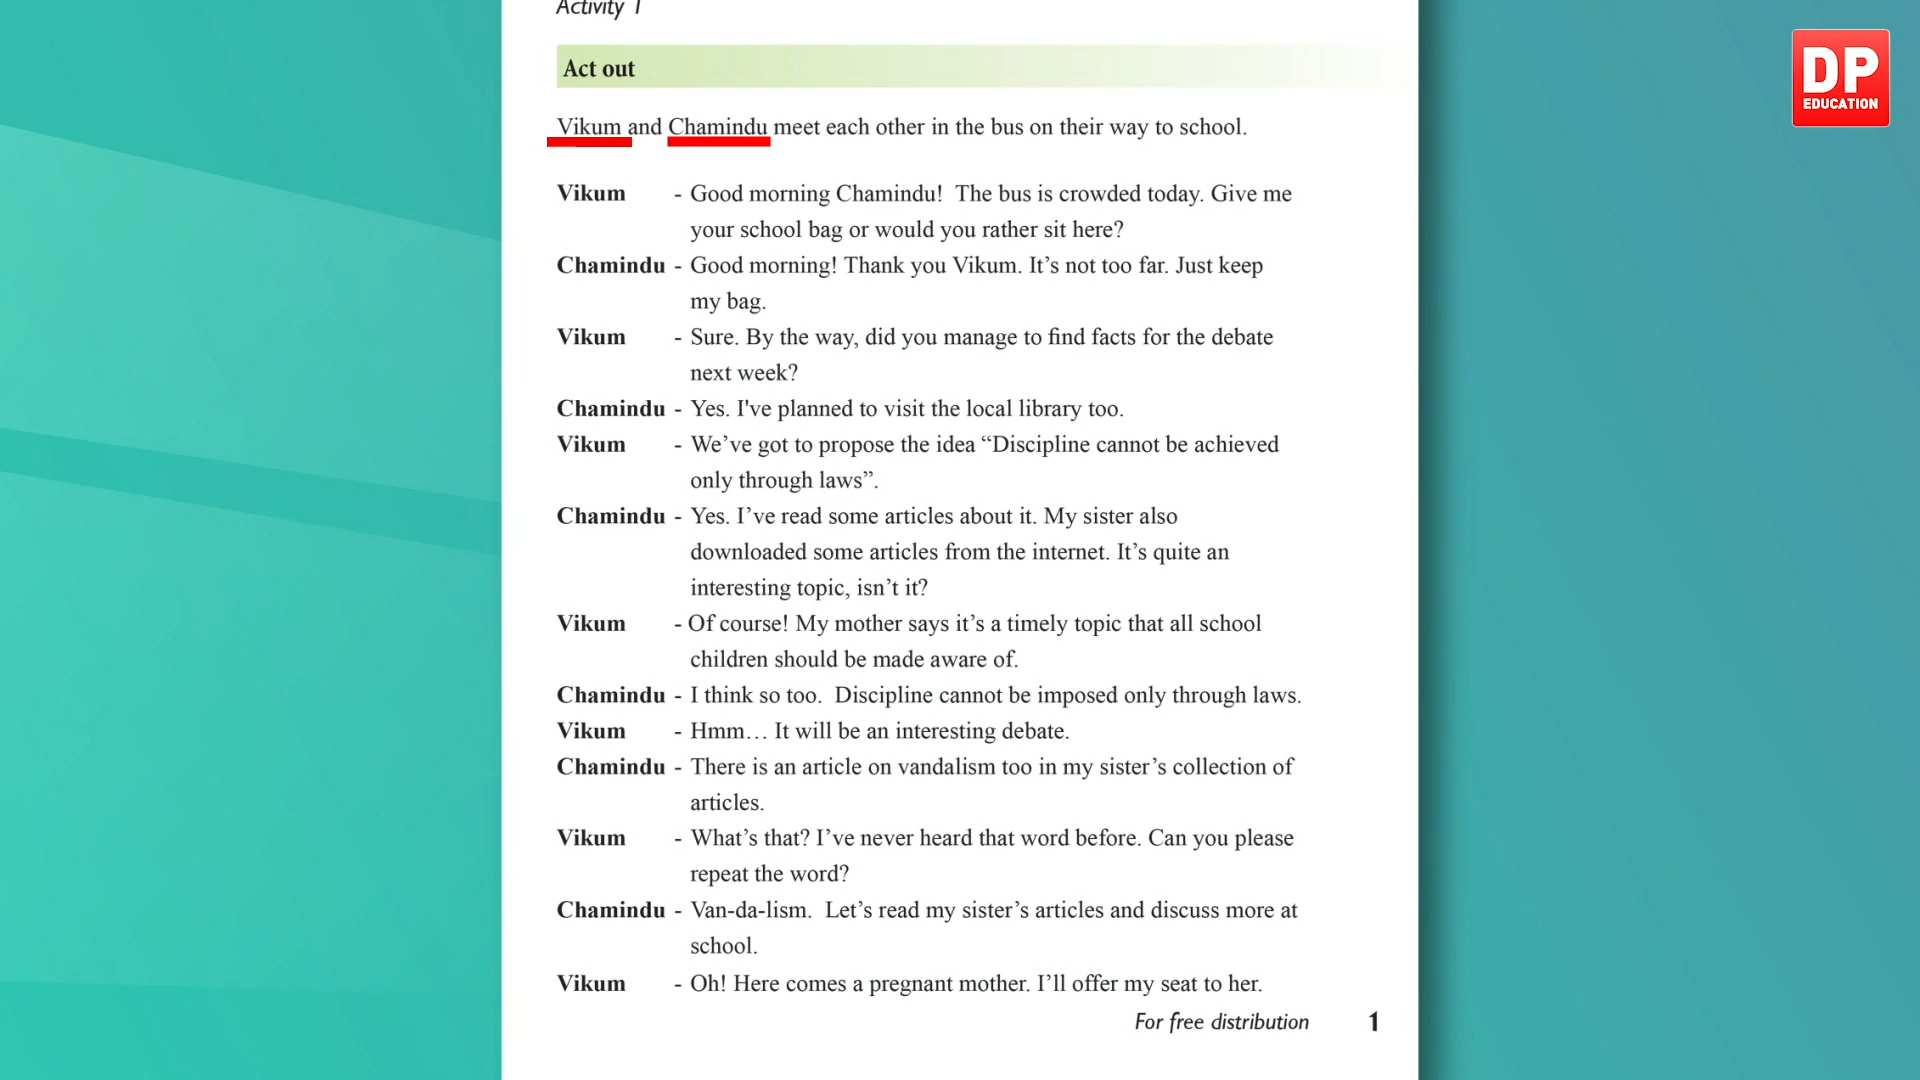 Activity 1
DP
EDUCATION
Act out
Vikum and Chamindu meet each other in the bus on their way to school.
Vikum - Good morning Chamindu! The bus is crowded today. Give me
your school bag or would you rather sit here?
Chamindu - Good morning! Thank you Vikum. It’s not too far. Just keep
my bag.
Vikum - Sure. By the way, did you manage to find facts for the debate
next week?
Chamindu - Yes. I've planned to visit the local library too.
Vikum - We’ve got to propose the idea “Discipline cannot be achieved
only through laws”.
Chamindu - Yes. I’ve read some articles about it. My sister also
downloaded some articles from the internet. It’s quite an
interesting topic, isn’t it?
Vikum - Of course! My mother says it’s a timely topic that all school
children should be made aware of.
Chamindu - I think so too. Discipline cannot be imposed only through laws.
Vikum - Hmm… It will be an interesting debate.
Chamindu - There is an article on vandalism too in my sister’s collection of
articles.
Vikum - What’s that? I’ve never heard that word before. Can you please
repeat the word?
Chamindu - Van-da-lism. Let’s read my sister’s articles and discuss more at
school.
Vikum - Oh! Here comes a pregnant mother. I’ll offer my seat to her.
For free distribution 1